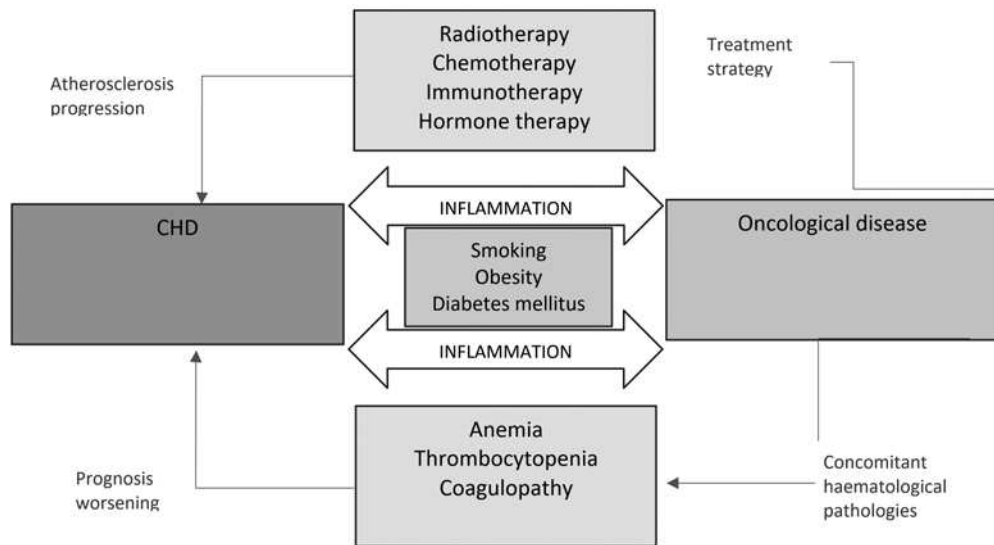 Radiotherapy
Chemotherapy
Immunotherapy
Hormone therapy
Treatment
strategy
Atherosclerosis
progression
INFLAMMATION
CHD
Oncological disease
Smoking
Obesity
Diabetes mellitus
INFLAMMATION
Anemia
Thrombocytopenia
Coagulopathy
Prognosis
worsening
Concomitant
haematological
pathologies